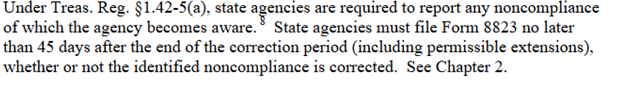 Under Treas. Reg. §1.42-5(a), state agencies are required to report any noncompliance
of which the agency becomes aware.⁸ State agencies must file Form 8823 no later
than 45 days after the end of the correction period (including permissible extensions),
whether or not the identified noncompliance is corrected. See Chapter 2.